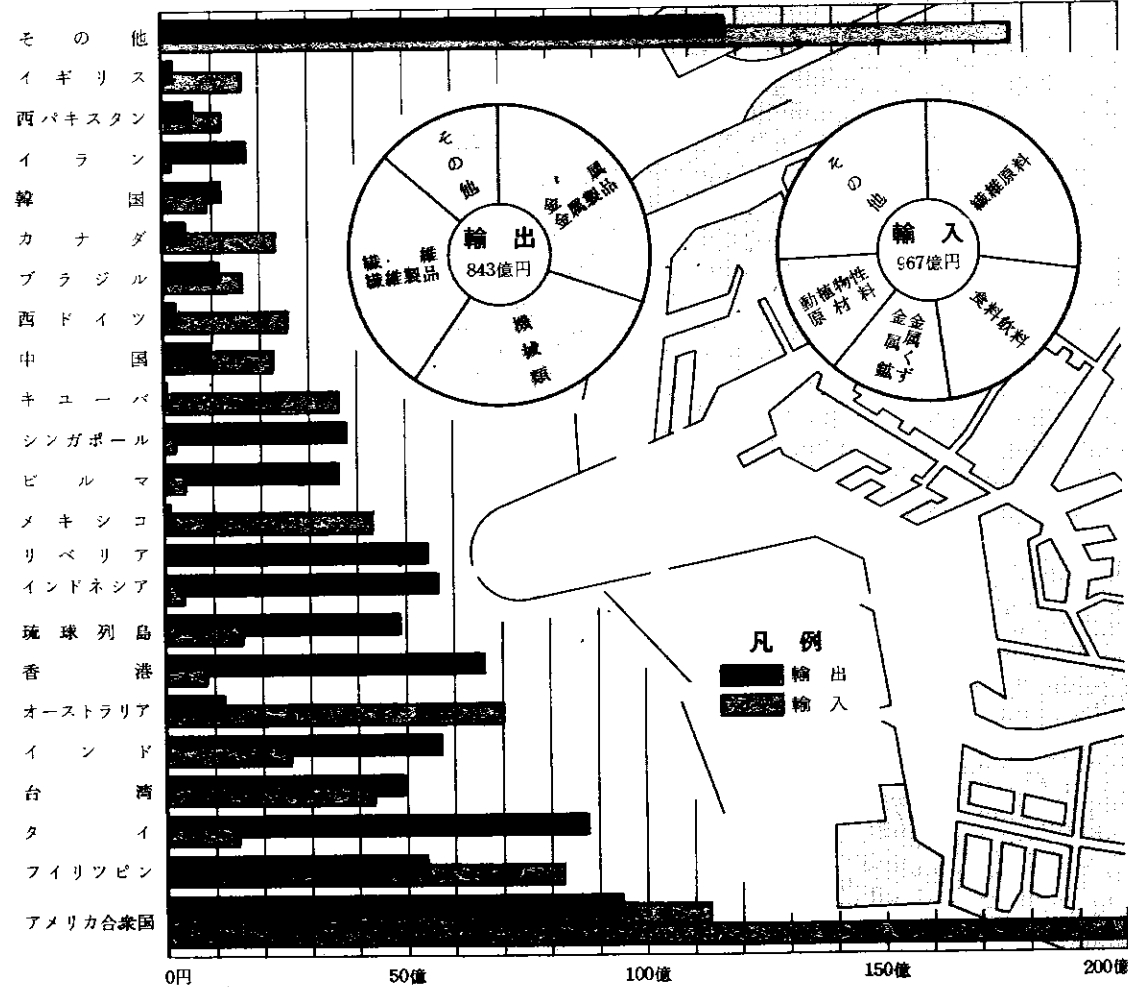 その他
イギリス
西パキスタン
イラン
韓国
カナダ
ブラジル
西ドイツ
中国
キユーバ
シンガポール
ビルマ
メキシコ
リベリア
インドネシア
琉球列島
香港
オーストラリア
インド
台湾
タイ
フイリツピン
アメリカ合衆国
0円
50億
100億
150億
200億
輸出
843億円
金・属
金属製品
機械類
繊・維
繊維製品
その他
輸入
967億円
繊維原料
食料飲料
金属くず
金属鉱
動植物性
原材料
その他
凡例
輸出
輸入